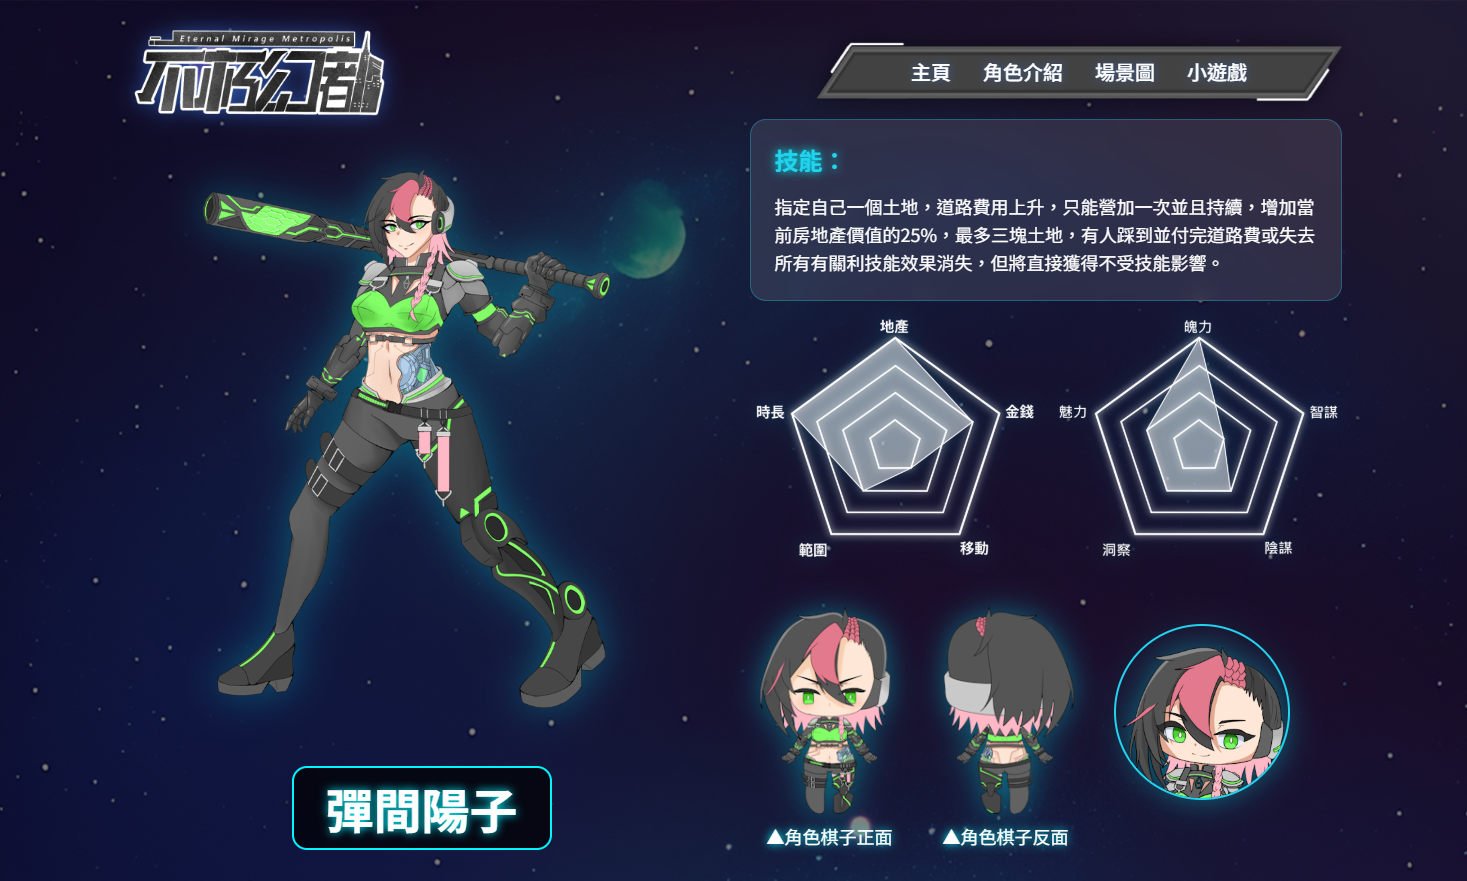 Eternal Mirage Metropolis
不朽幻都
主頁 角色介紹 場景圖 小遊戲
技能：
指定自己一個土地，道路費用上升，只能營加一次並且持續，增加當
前房地產價值的25%，最多三塊土地，有人踩到並付完道路費或失去
所有有關利技能效果消失，但將直接獲得不受技能影響。
地產
時長
金錢
範圍
移動
魄力
魅力
智謀
洞察
陰謀
▲角色棋子正面
▲角色棋子反面
彈間陽子